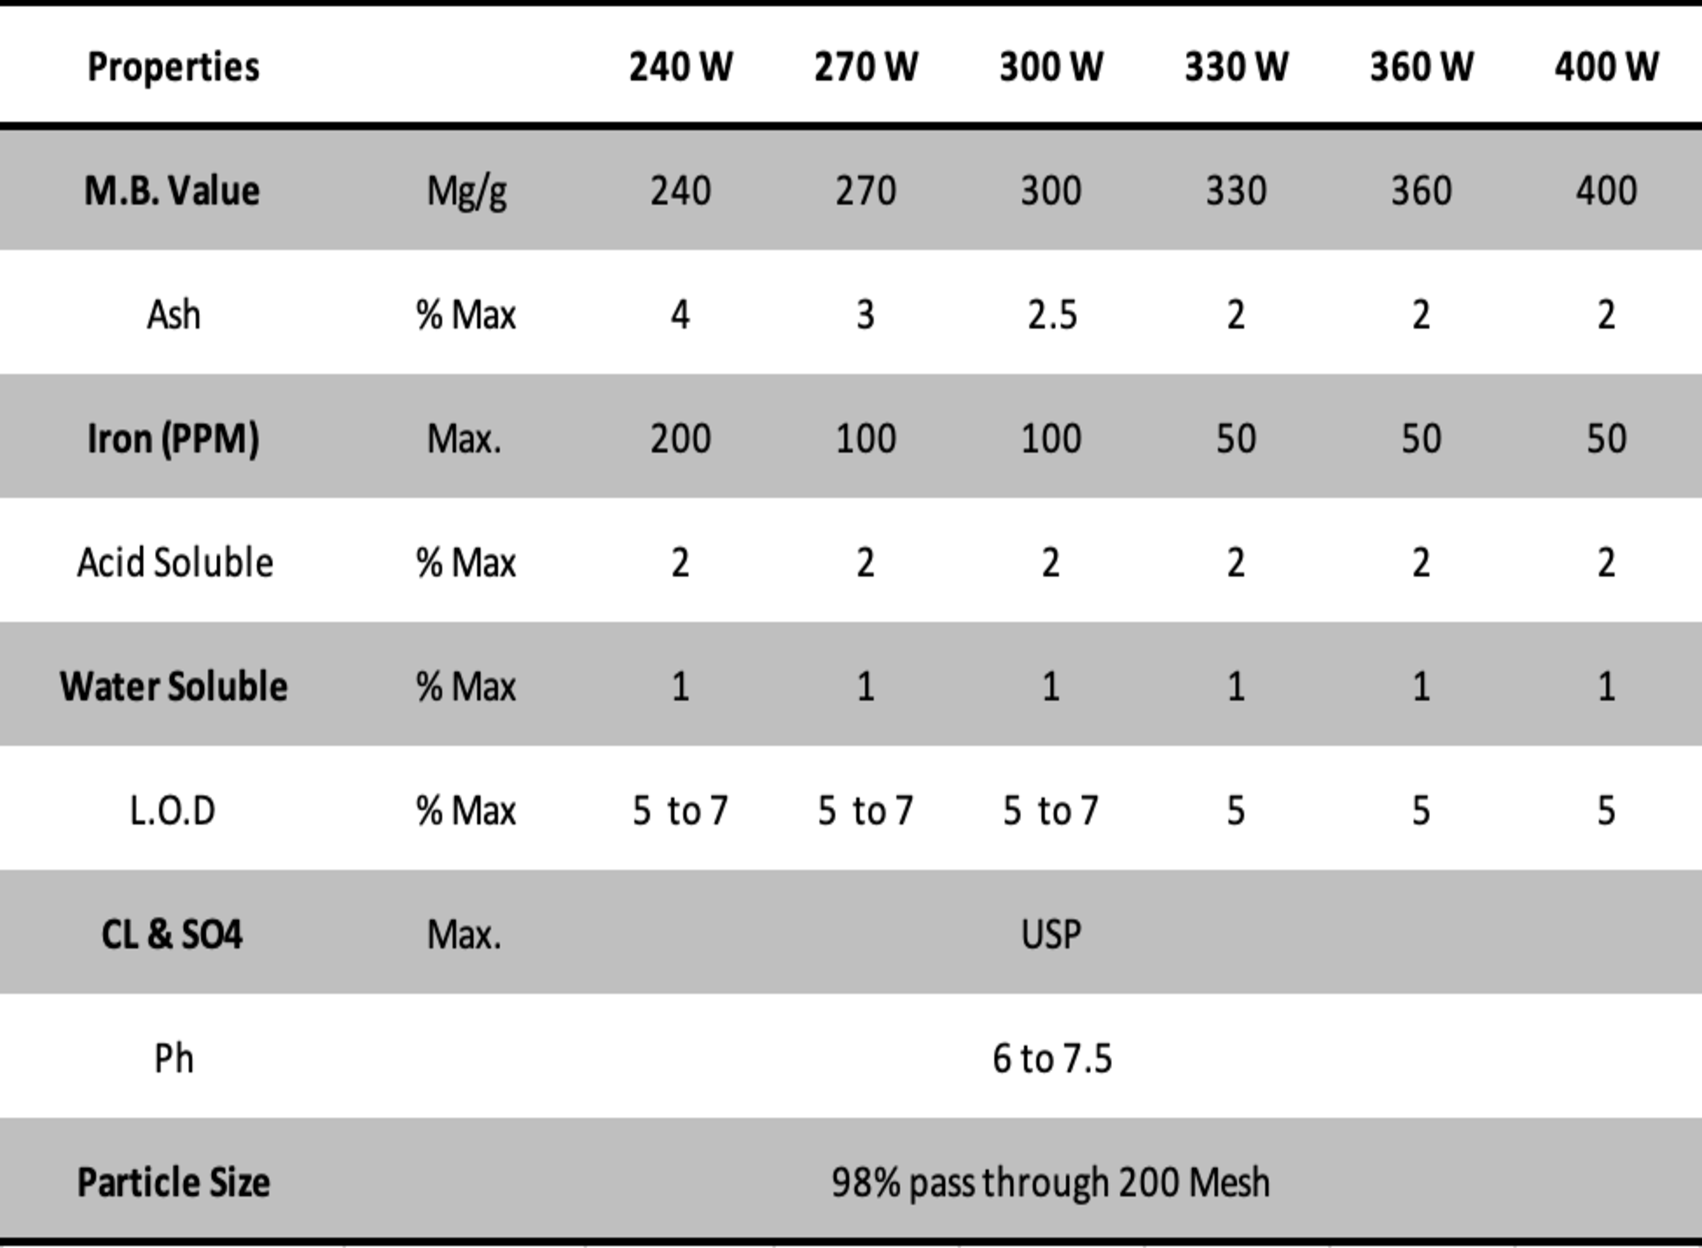 Properties 240 W 270 W 300 W 330 W 360 W 400 W
M.B. Value Mg/g 240 270 300 330 360 400
Ash % Max 4 3 2.5 2 2 2
Iron (PPM) Max. 200 100 100 50 50 50
Acid Soluble % Max 2 2 2 2 2 2
Water Soluble % Max 1 1 1 1 1 1
L.O.D % Max 5 to 7 5 to 7 5 to 7 5 5 5
CL & SO4 Max. USP
Ph 6 to 7.5
Particle Size 98% pass through 200 Mesh